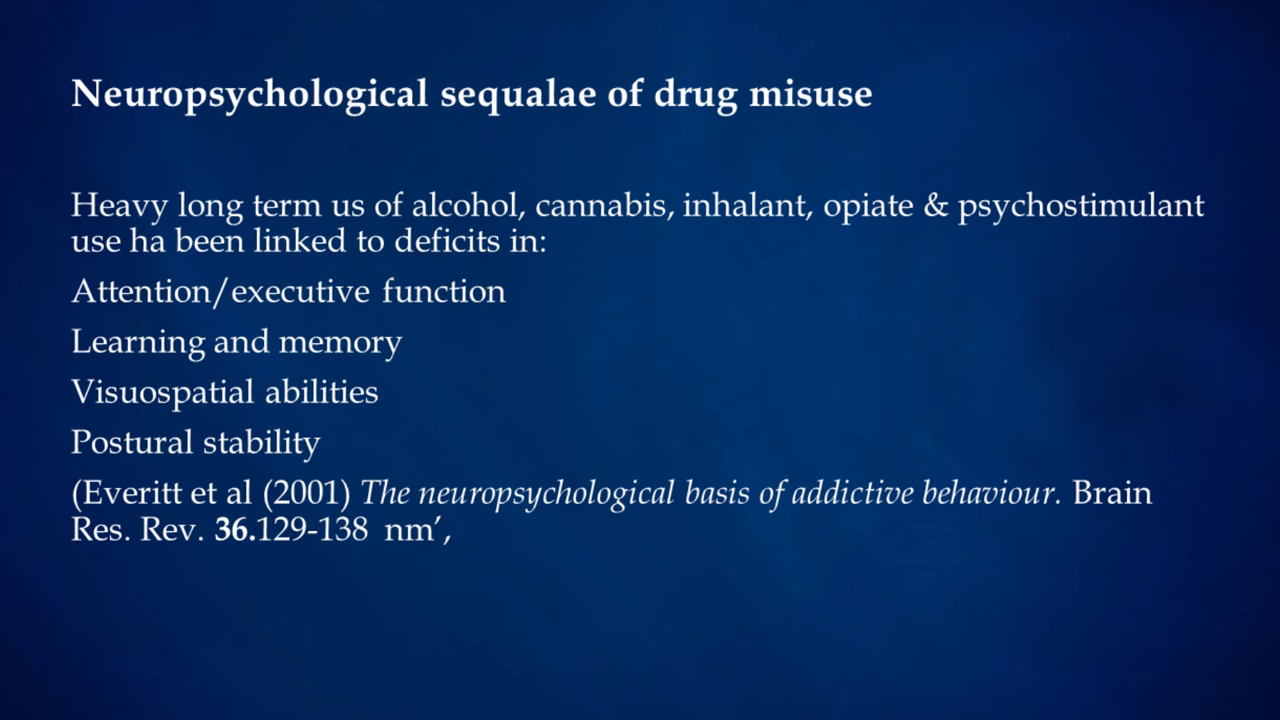 Neuropsychological sequalae of drug misuse
Heavy long term us of alcohol, cannabis, inhalant, opiate & psychostimulant
use ha been linked to deficits in:
Attention/executive function
Learning and memory
Visuospatial abilities
Postural stability
(Everitt et al (2001) The neuropsychological basis of addictive behaviour. Brain
Res. Rev. 36.129-138 nm’,